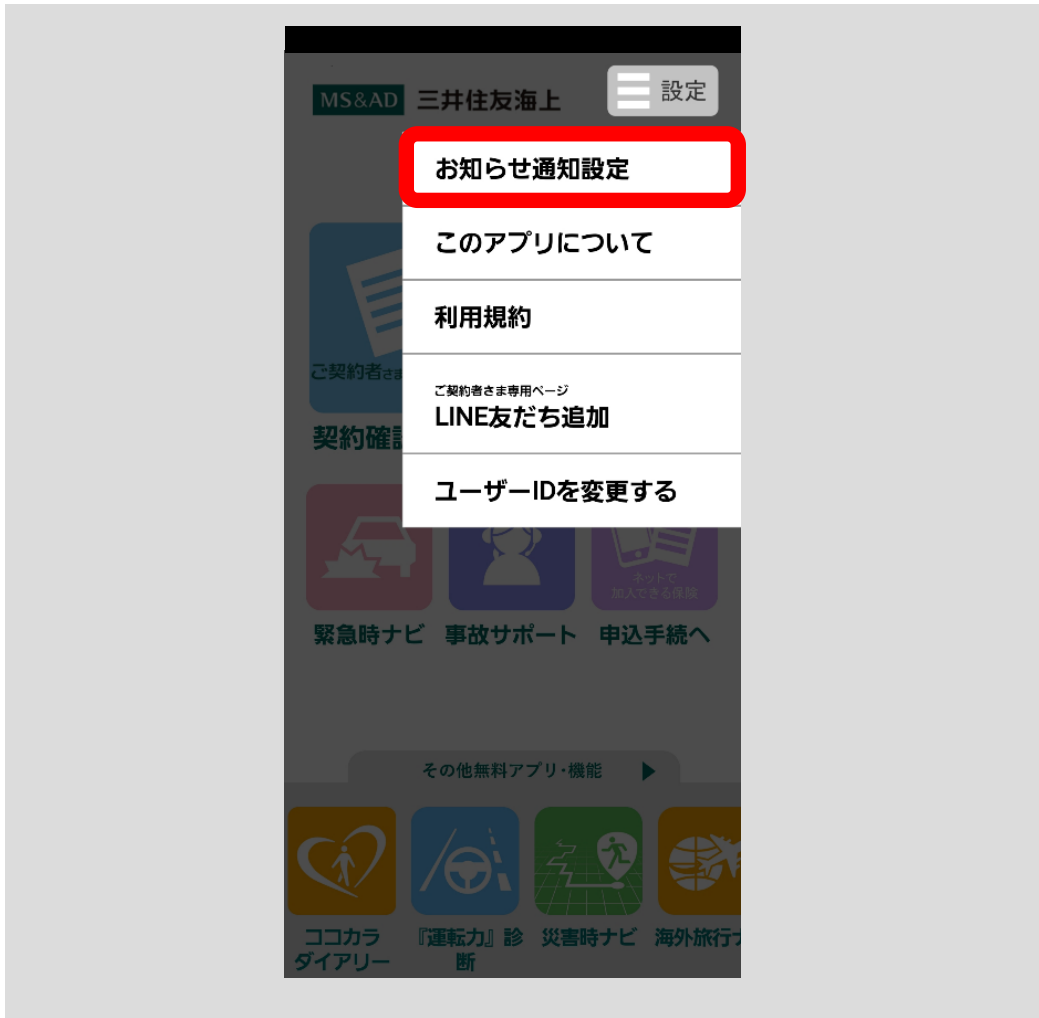 MS&AD 三井住友海上
設定
お知らせ通知設定
このアプリについて
利用規約
ご契約者さま専用ページ
LINE友だち追加
ユーザーIDを変更する
ご契約者さま
契約確認
ネットで
加入できる保険
緊急時ナビ
事故サポート
申込手続へ
その他無料アプリ・機能
ココカラ
ダイアリー
『運転力』診
断
災害時ナビ
海外旅行ナ